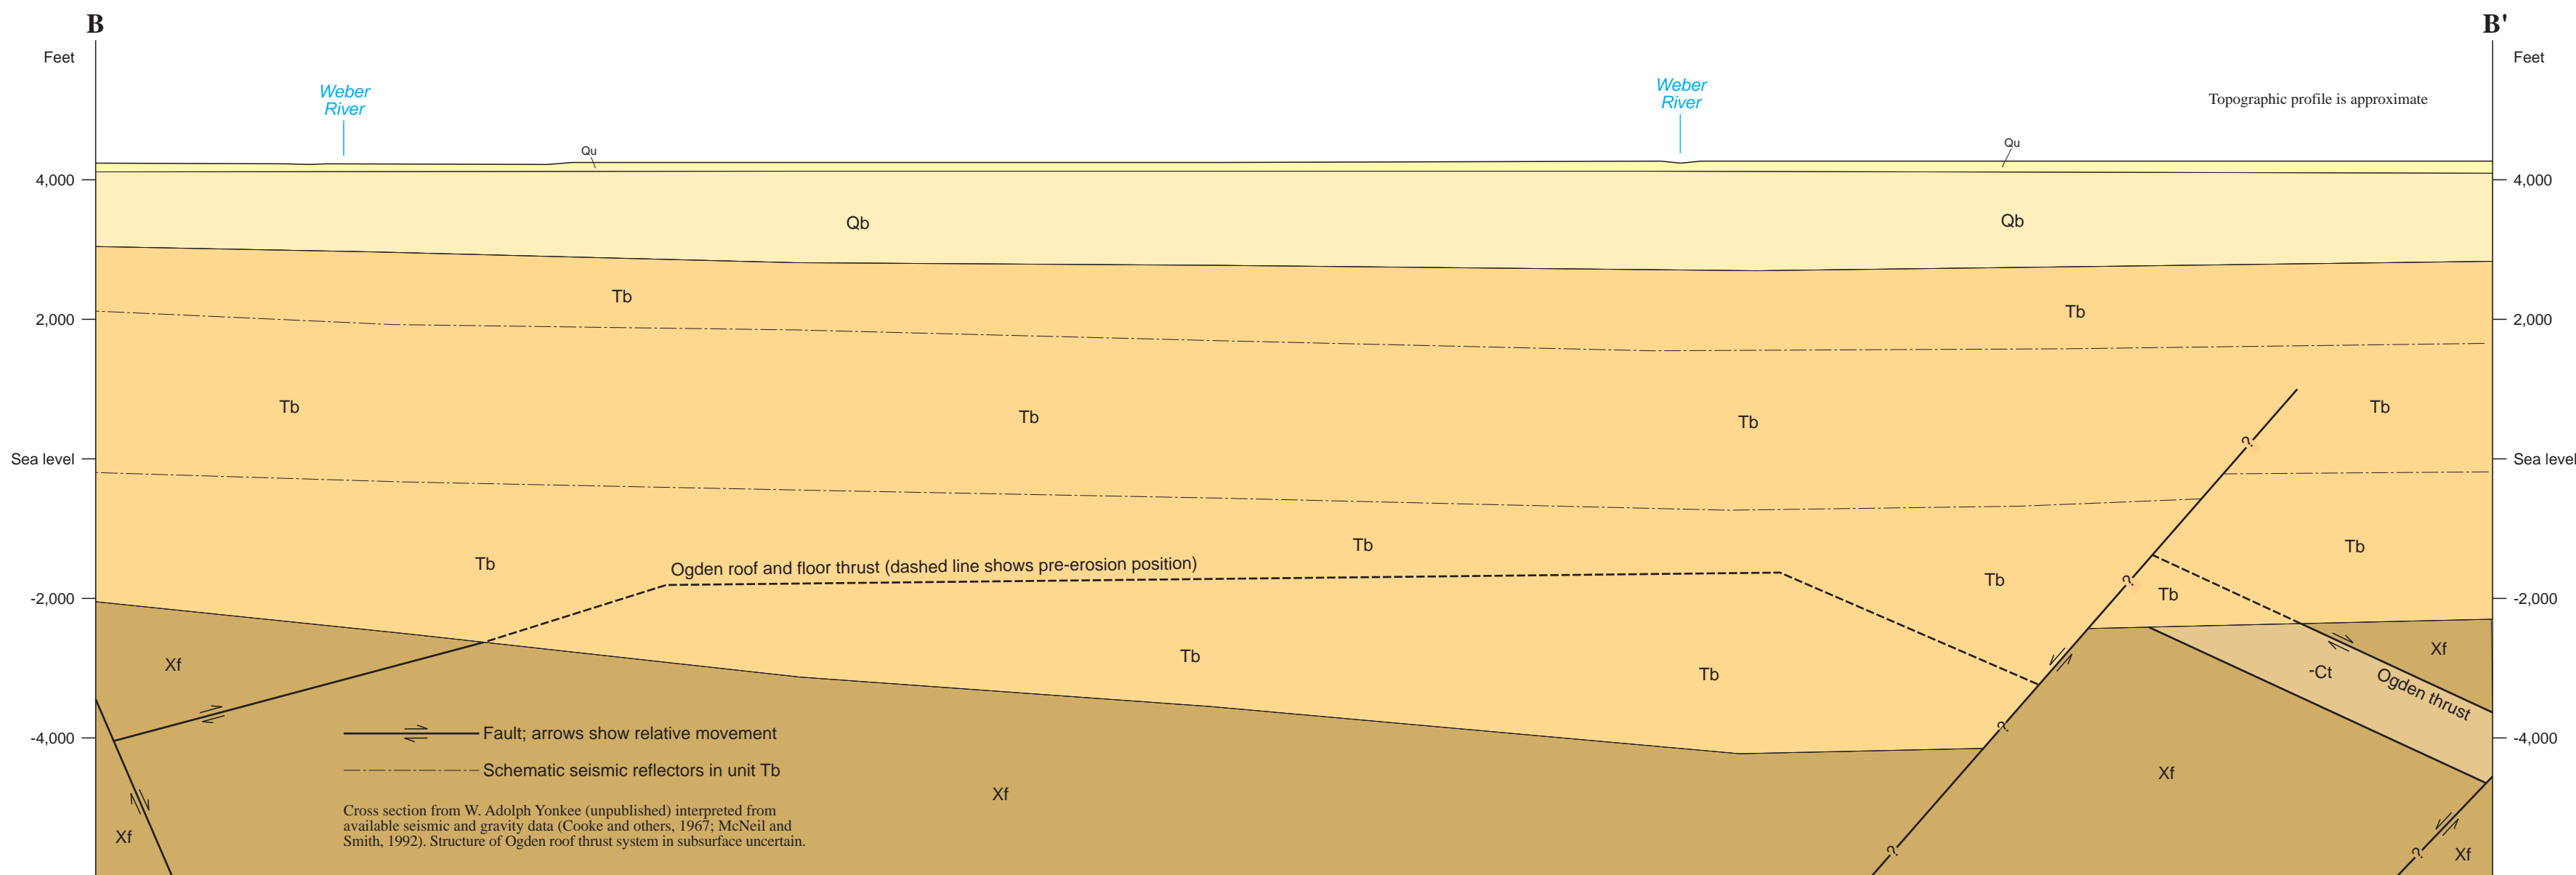 B
B'
Feet
Feet
Weber
River
Weber
River
Topographic profile is approximate
Qu
Qu
4,000
4,000
Qb
Qb
Tb
Tb
2,000
2,000
Tb
Tb
Tb
Tb
?
Sea level
Sea level
Tb
Tb
Tb
Ogden roof and floor thrust (dashed line shows pre-erosion position)
Tb
?
Tb
-2,000
-2,000
Xf
Tb
Tb
Xf
-Ct
Ogden thrust
Fault; arrows show relative movement
?
-4,000
-4,000
Schematic seismic reflectors in unit Tb
Xf
Xf
Cross section from W. Adolph Yonkee (unpublished) interpreted from
available seismic and gravity data (Cooke and others, 1967; McNeil and
Smith, 1992). Structure of Ogden roof thrust system in subsurface uncertain.
Xf
?
?
Xf